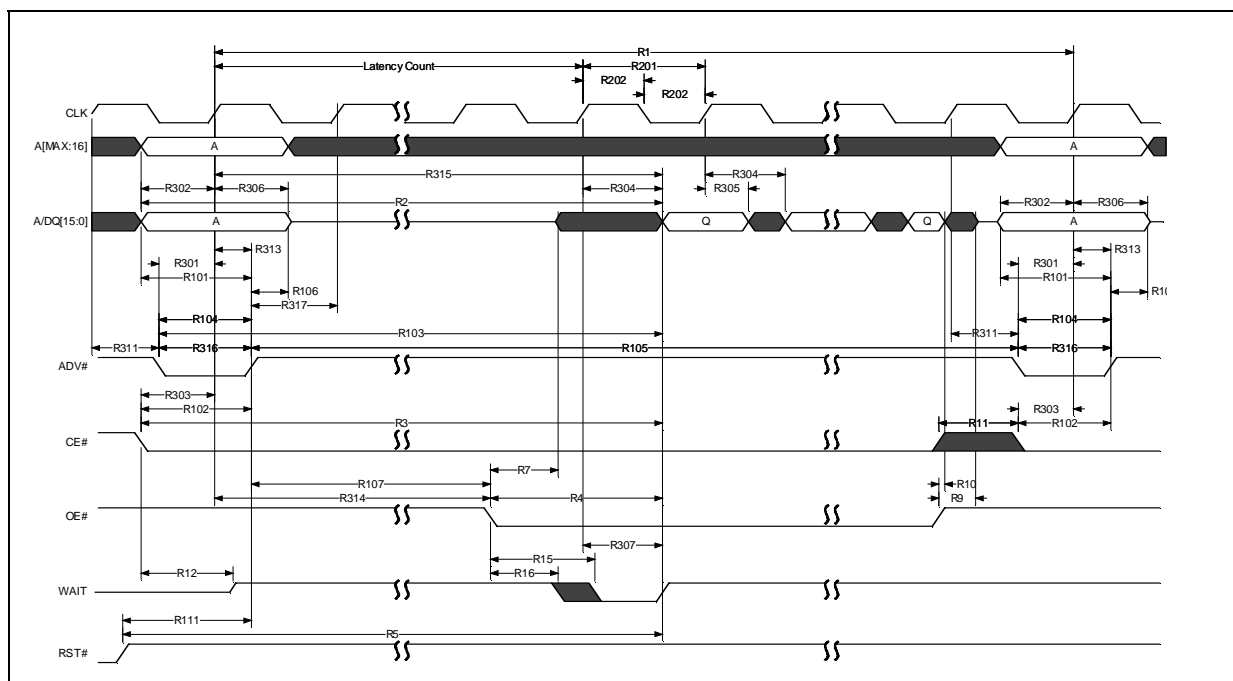 R1
Latency Count
R201
R202
R202
CLK
A[MAX:16]
A
A
R315
R304
R302
R306
R304
R305
R2
R302
R306
A/DQ[15:0]
A
Q
Q
A
R313
R313
R301
R301
R101
R101
R106
R317
R104
R104
R103
R311
R311
R316
R105
R316
ADV#
R303
R303
R102
R102
R3
R11
CE#
R7
R107
R10
R314
R4
R9
OE#
R307
R15
R16
R12
WAIT
R111
R5
RST#